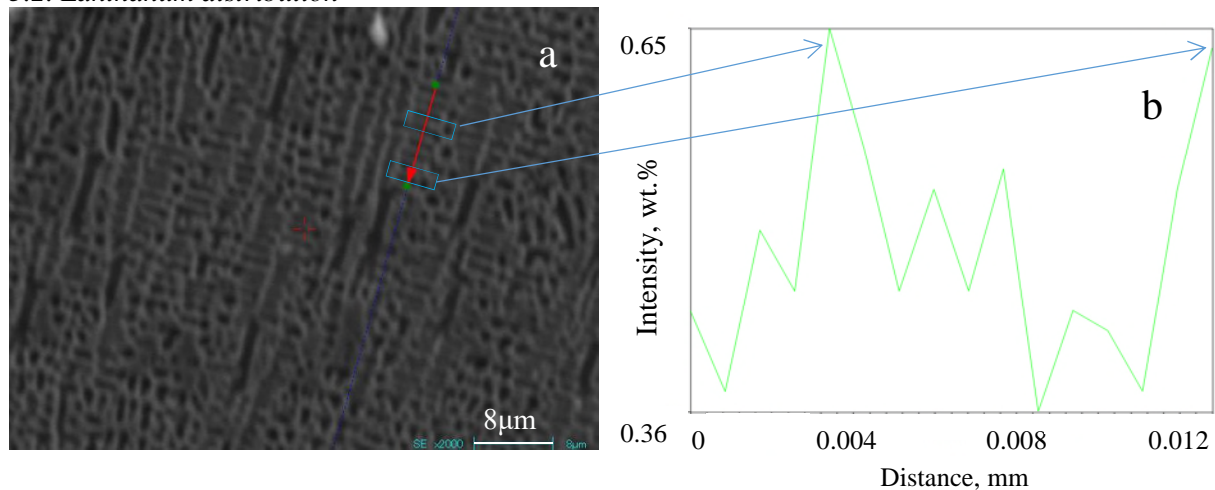 a
8μm
SE x2000 8μm
0.65
b
Intensity, wt.%
0.36
0 0.004 0.008 0.012
Distance, mm